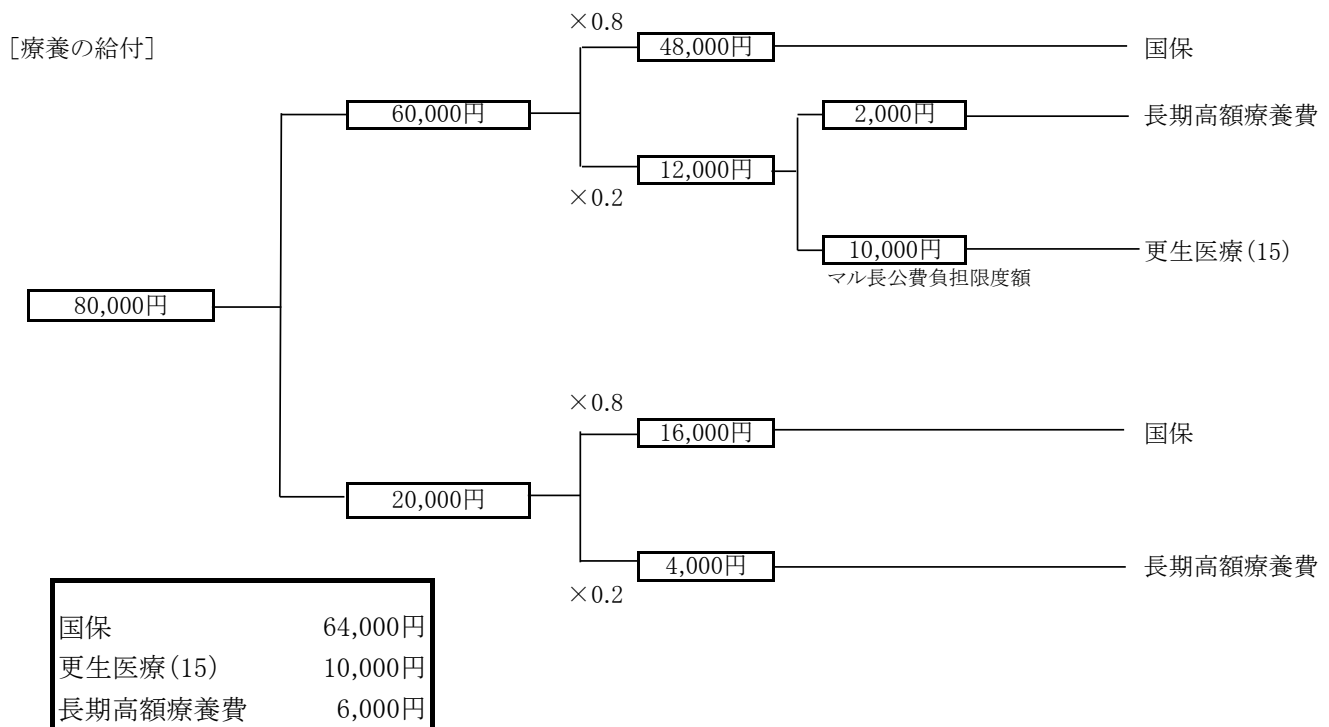 [療養の給付]
×0.8
48,000円
国保
60,000円
2,000円
長期高額療養費
12,000円
×0.2
10,000円
更生医療(15)
マル長公費負担限度額
80,000円
×0.8
16,000円
国保
20,000円
4,000円
長期高額療養費
×0.2
国保 64,000円
更生医療(15) 10,000円
長期高額療養費 6,000円